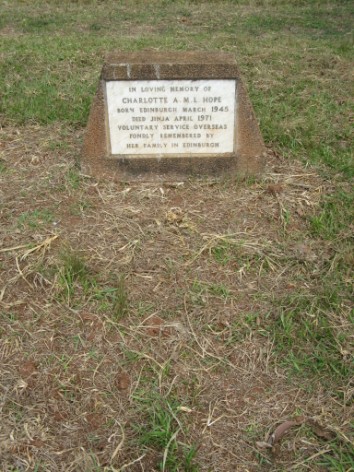 IN LOVING MEMORY OF
CHARLOTTE A. M. L. HOPE
BORN EDINBURGH MARCH 1945
DIED JINJA APRIL 1971
VOLUNTARY SERVICE OVERSEAS
FONDLY REMEMBERED BY
HER FAMILY IN EDINBURGH